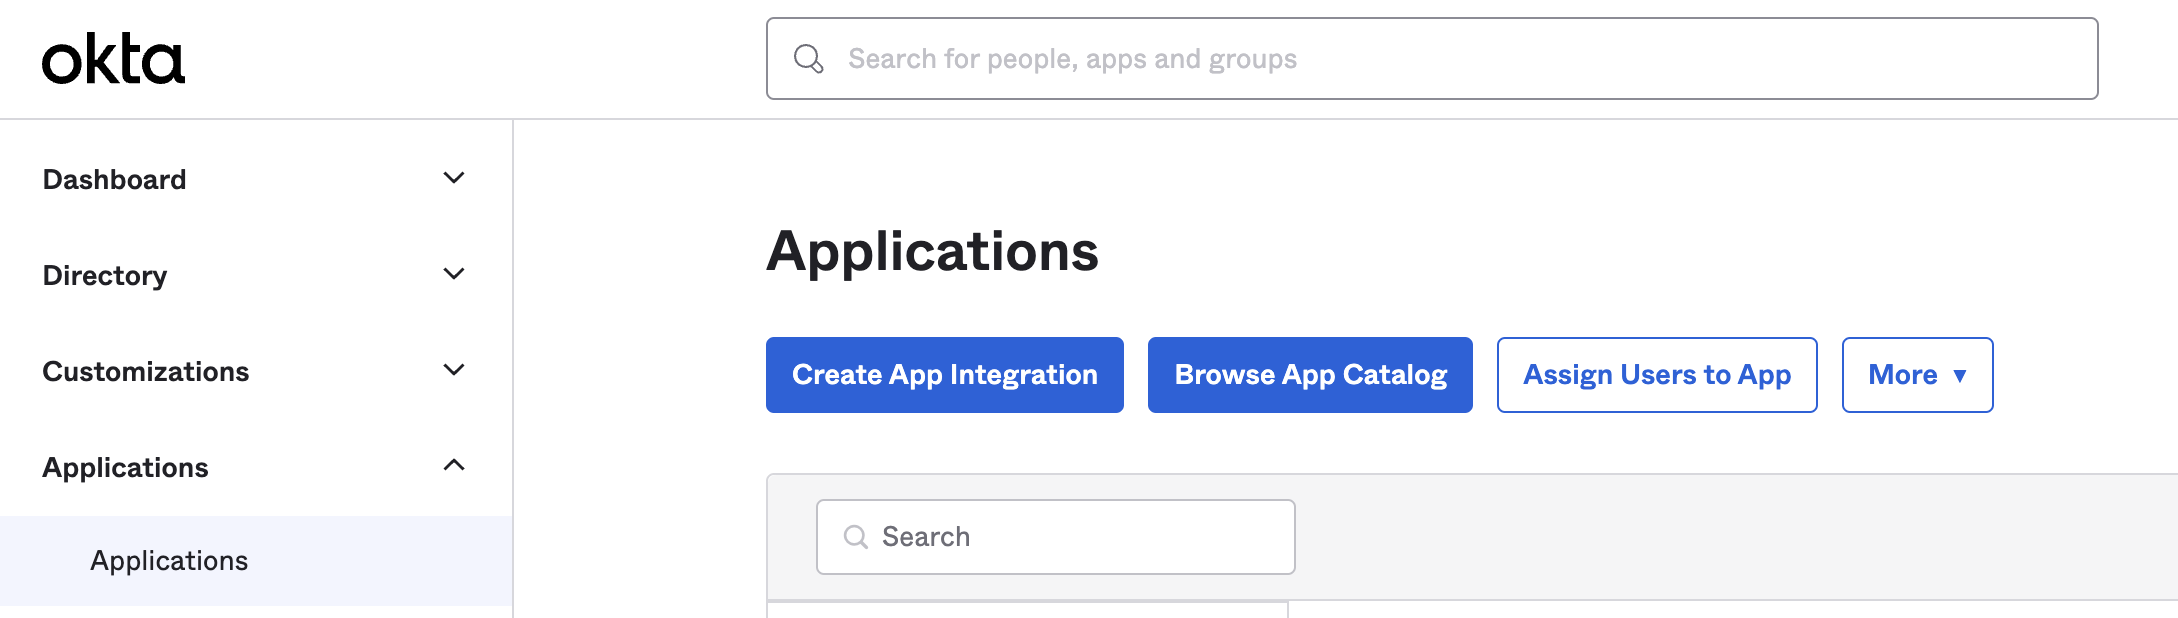 okta
Search for people, apps and groups
Dashboard
Directory
Customizations
Applications
Applications
Applications
Create App Integration
Browse App Catalog
Assign Users to App
More ▼
Search